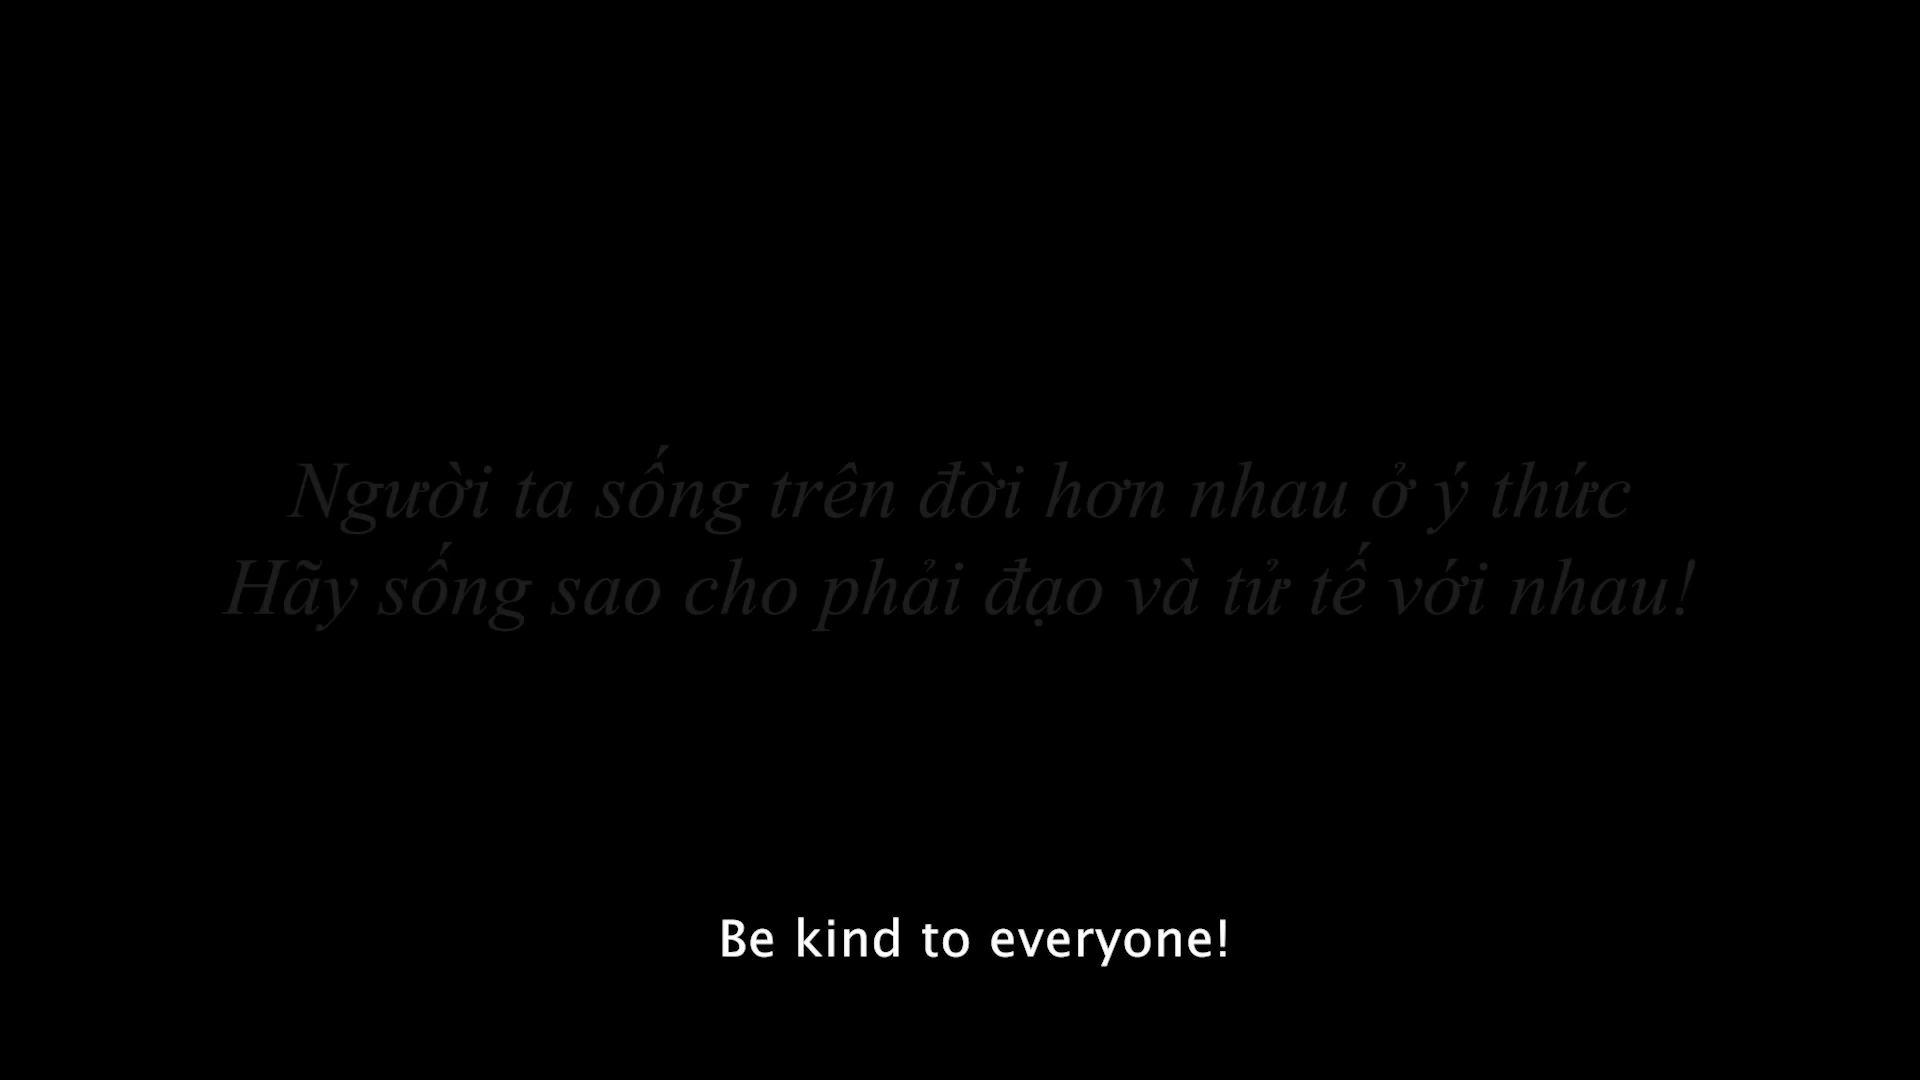 Người ta sống trên đời hơn nhau ở ý thức
Hãy sống sao cho phải đạo và tử tế với nhau!
Be kind to everyone!